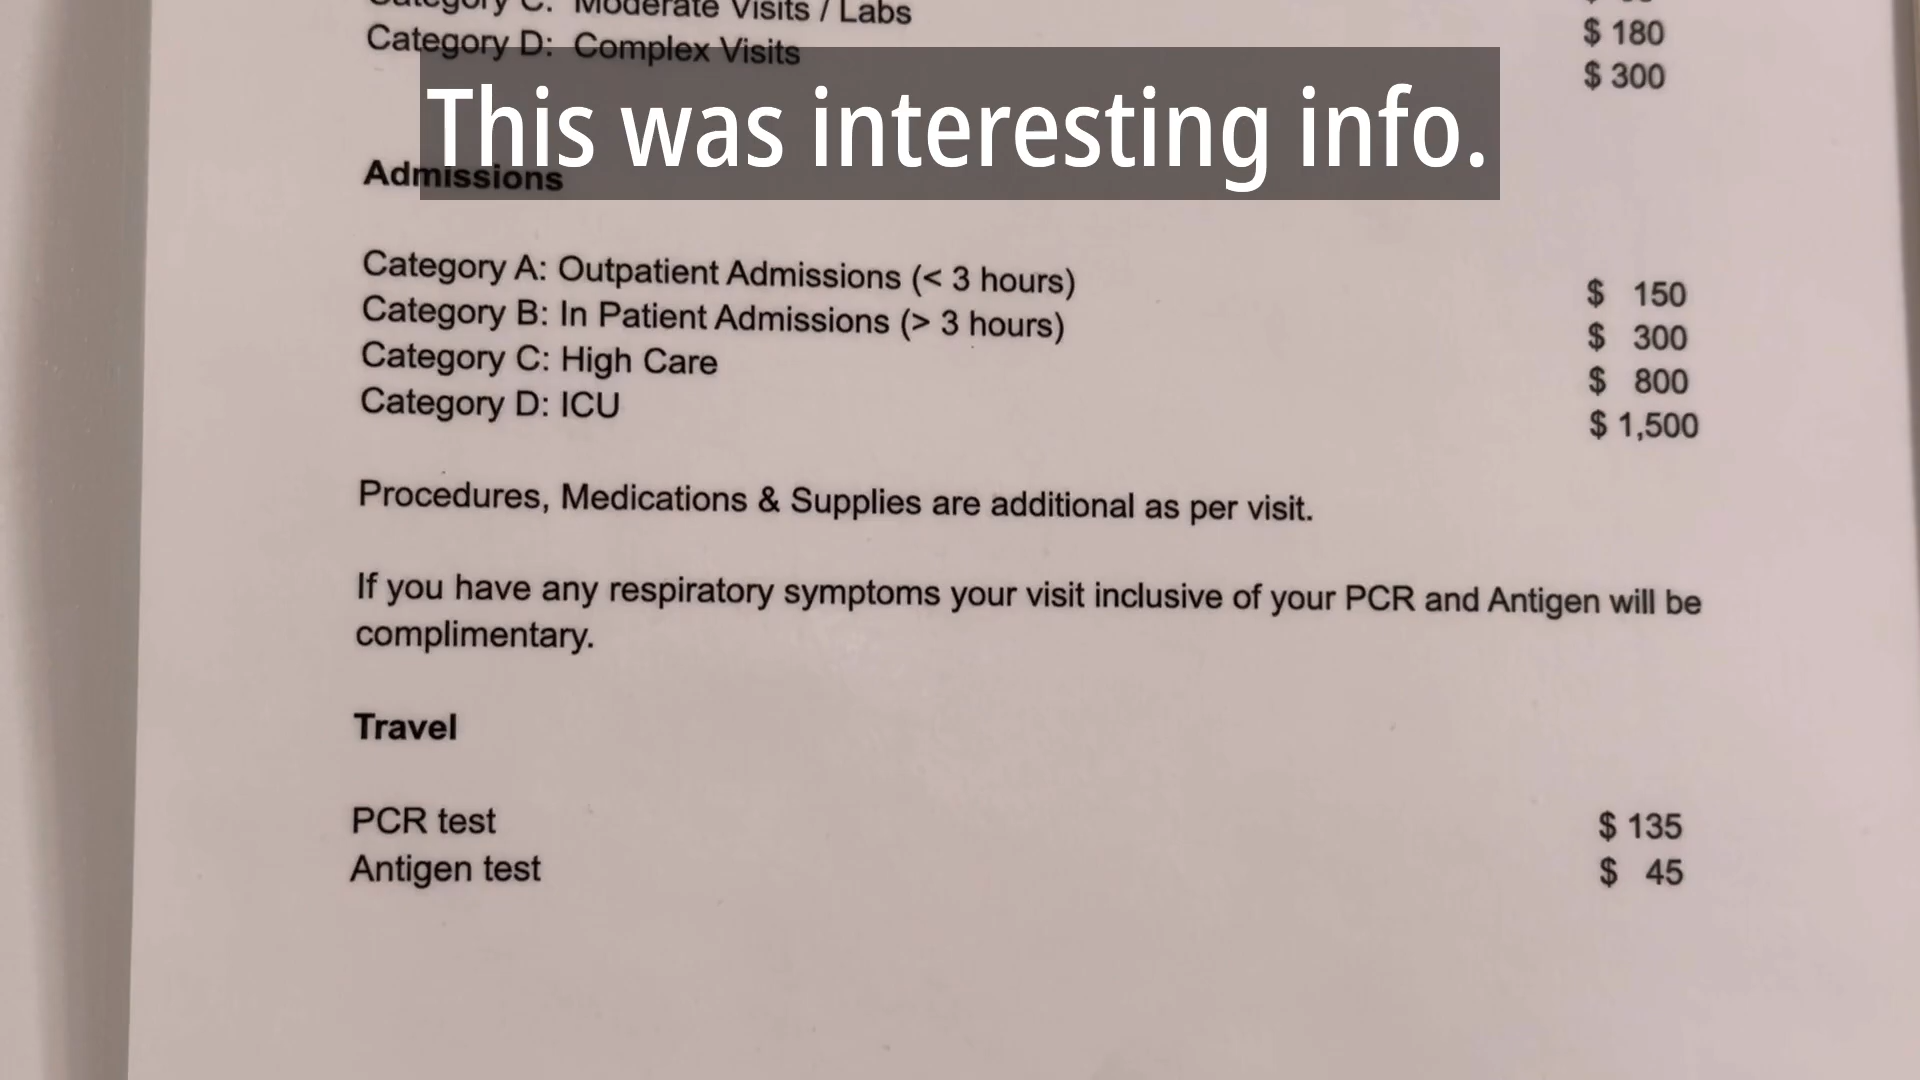 Category C: Moderate Visits / Labs
$ 180
Category D: Complex Visits
$ 300
This was interesting info.
Admissions
Category A: Outpatient Admissions (< 3 hours)
$ 150
Category B: In Patient Admissions (> 3 hours)
$ 300
Category C: High Care
$ 800
Category D: ICU
$ 1,500
Procedures, Medications & Supplies are additional as per visit.
If you have any respiratory symptoms your visit inclusive of your PCR and Antigen will be
complimentary.
Travel
PCR test
$ 135
Antigen test
$ 45